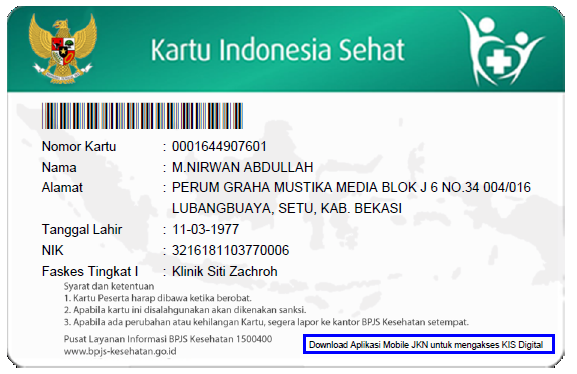 Kartu Indonesia Sehat
Nomor Kartu : 0001644907601
Nama : M.NIRWAN ABDULLAH
Alamat : PERUM GRAHA MUSTIKA MEDIA BLOK J 6 NO.34 004/016
LUBANGBUAYA, SETU, KAB. BEKASI
Tanggal Lahir : 11-03-1977
NIK : 3216181103770006
Faskes Tingkat I : Klinik Siti Zachroh
Syarat dan ketentuan
1. Kartu Peserta harap dibawa ketika berobat.
2. Apabila kartu ini disalahgunakan akan dikenakan sanksi.
3. Apabila ada perubahan atau kehilangan Kartu, segera lapor ke kantor BPJS Kesehatan setempat.
Pusat Layanan Informasi BPJS Kesehatan 1500400
www.bpjs-kesehatan.go.id
Download Aplikasi Mobile JKN untuk mengakses KIS Digital